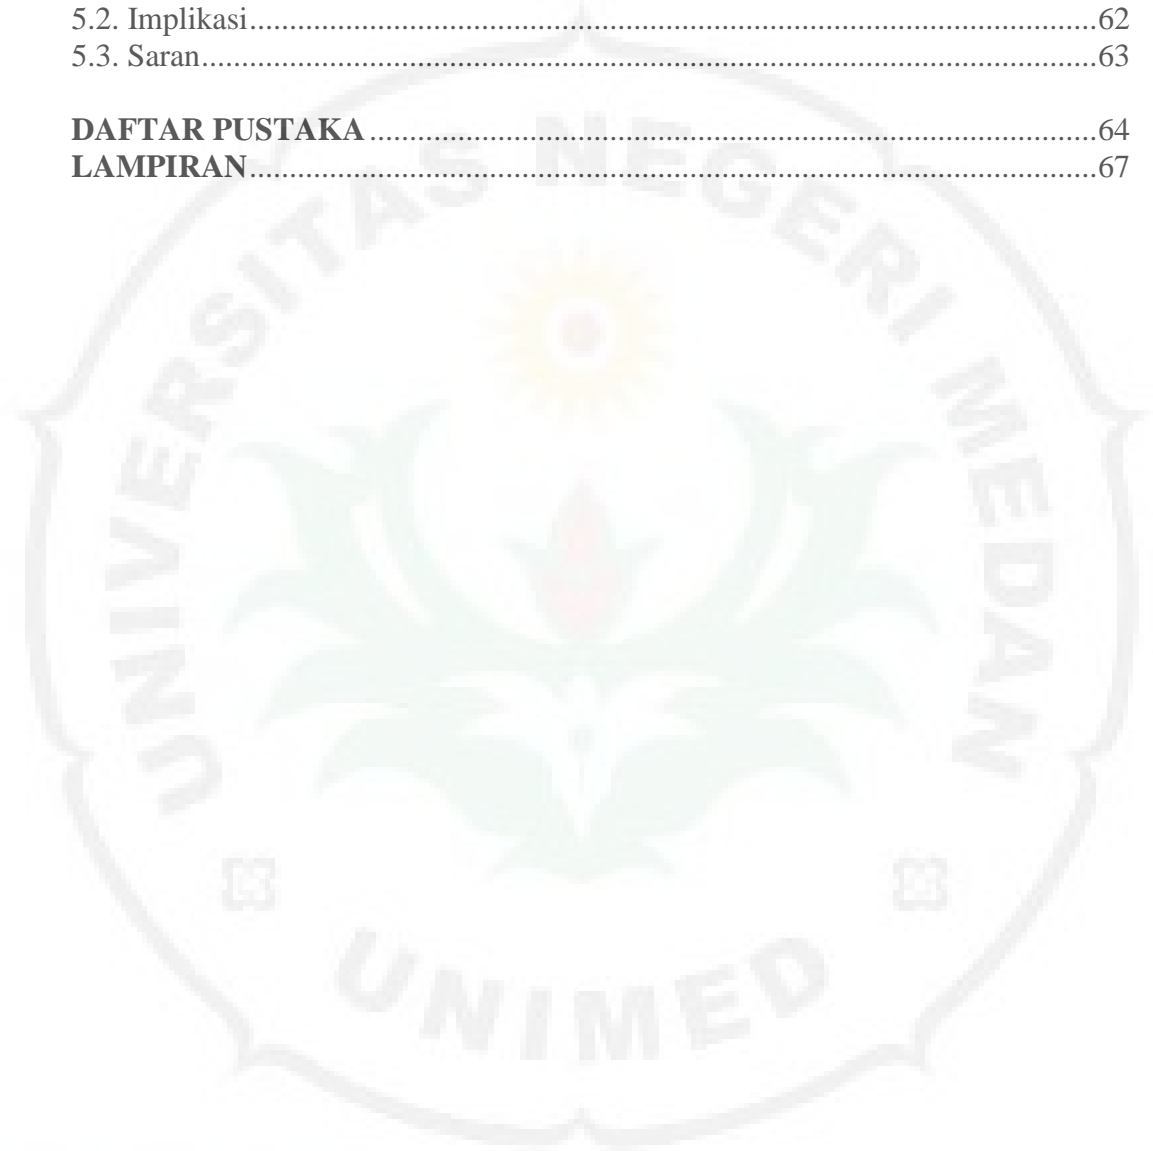 5.2. Implikasi..........................................................................................................62
5.3. Saran................................................................................................................63
DAFTAR PUSTAKA...........................................................................................64
LAMPIRAN..........................................................................................................67
UNIVERSITAS NEGERI MEDAN
UNIMED